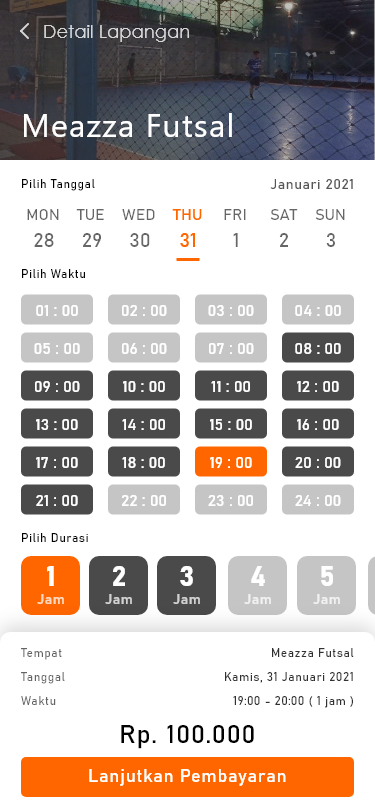 Detail Lapangan
Meazza Futsal
Pilih Tanggal Januari 2021
MON TUE WED THU FRI SAT SUN
28 29 30 31 1 2 3
Pilih Waktu
01 : 00 02 : 00 03 : 00 04 : 00
05 : 00 06 : 00 07 : 00 08 : 00
09 : 00 10 : 00 11 : 00 12 : 00
13 : 00 14 : 00 15 : 00 16 : 00
17 : 00 18 : 00 19 : 00 20 : 00
21 : 00 22 : 00 23 : 00 24 : 00
Pilih Durasi
1 2 3 4 5
Jam Jam Jam Jam Jam
Tempat Meazza Futsal
Tanggal Kamis, 31 Januari 2021
Waktu 19:00 - 20:00 ( 1 jam )
Rp. 100.000
Lanjutkan Pembayaran